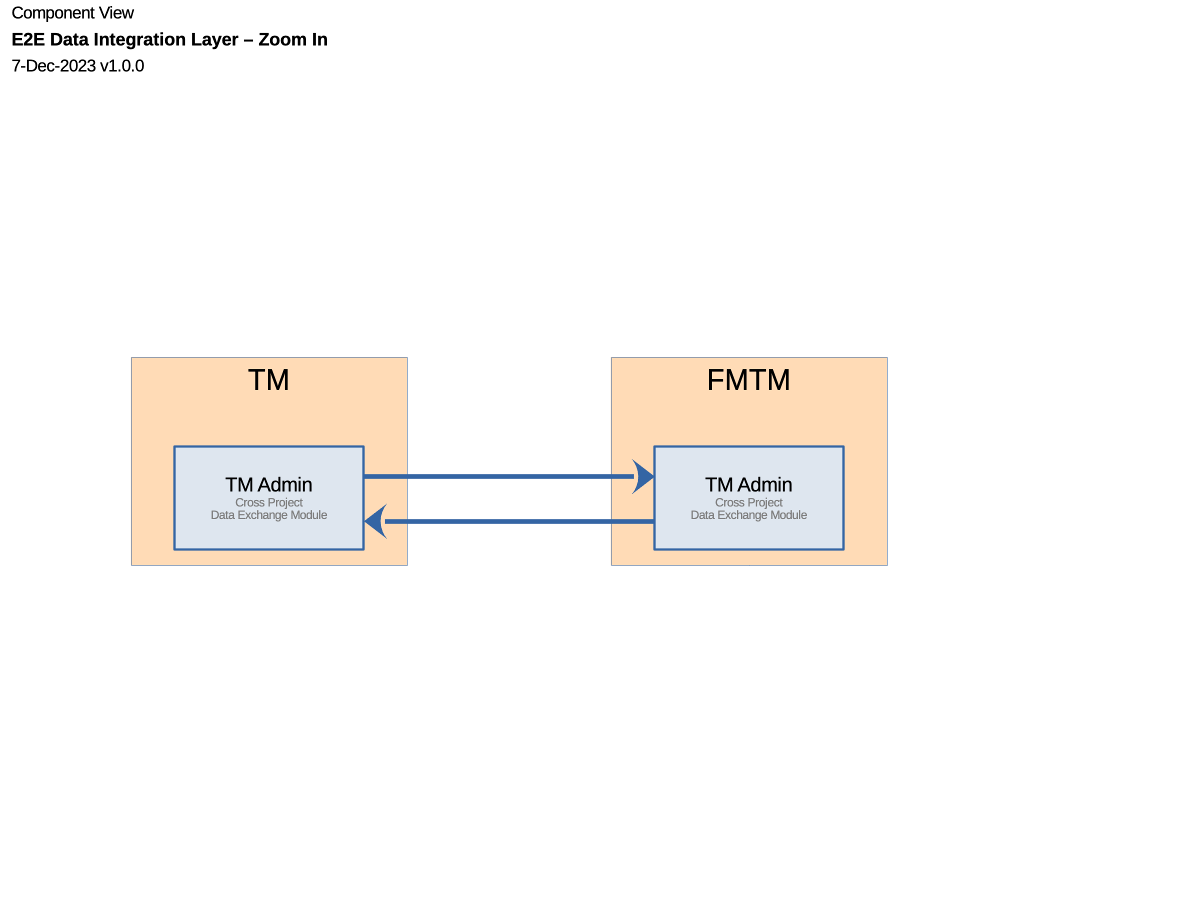 Component View
E2E Data Integration Layer – Zoom In
7-Dec-2023 v1.0.0
TM
FMTM
TM Admin
Cross Project
Data Exchange Module
TM Admin
Cross Project
Data Exchange Module